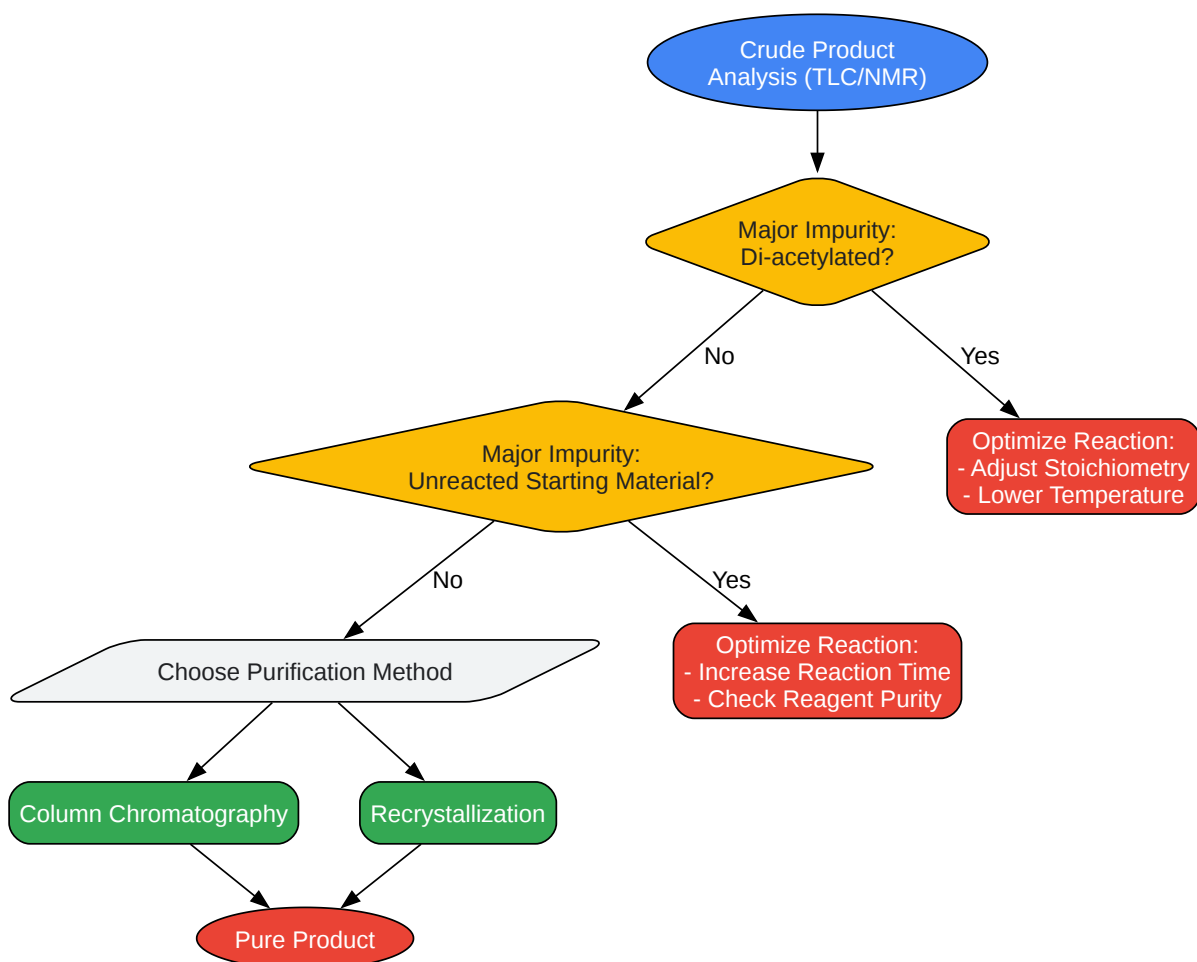 Crude Product
Analysis (TLC/NMR)
Major Impurity:
Di-acetylated?
No
Yes
Major Impurity:
Unreacted Starting Material?
Optimize Reaction:
- Adjust Stoichiometry
- Lower Temperature
No
Yes
Choose Purification Method
Optimize Reaction:
- Increase Reaction Time
- Check Reagent Purity
Column Chromatography
Recrystallization
Pure Product